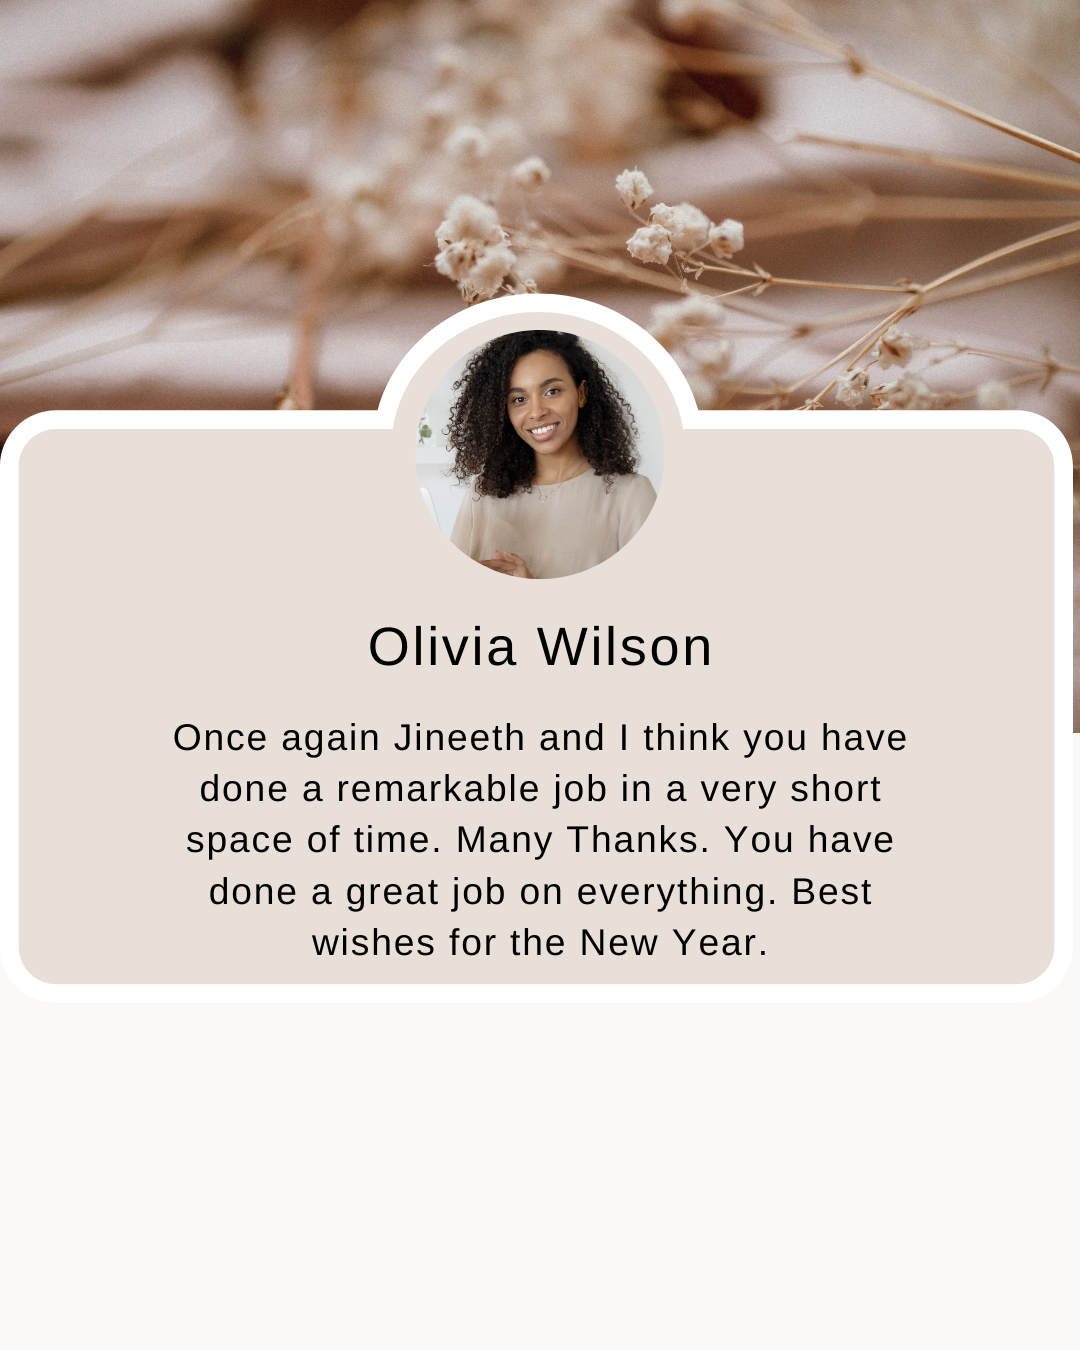 Olivia Wilson
Once again Jineeth and I think you have
done a remarkable job in a very short
space of time. Many Thanks. You have
done a great job on everything. Best
wishes for the New Year.